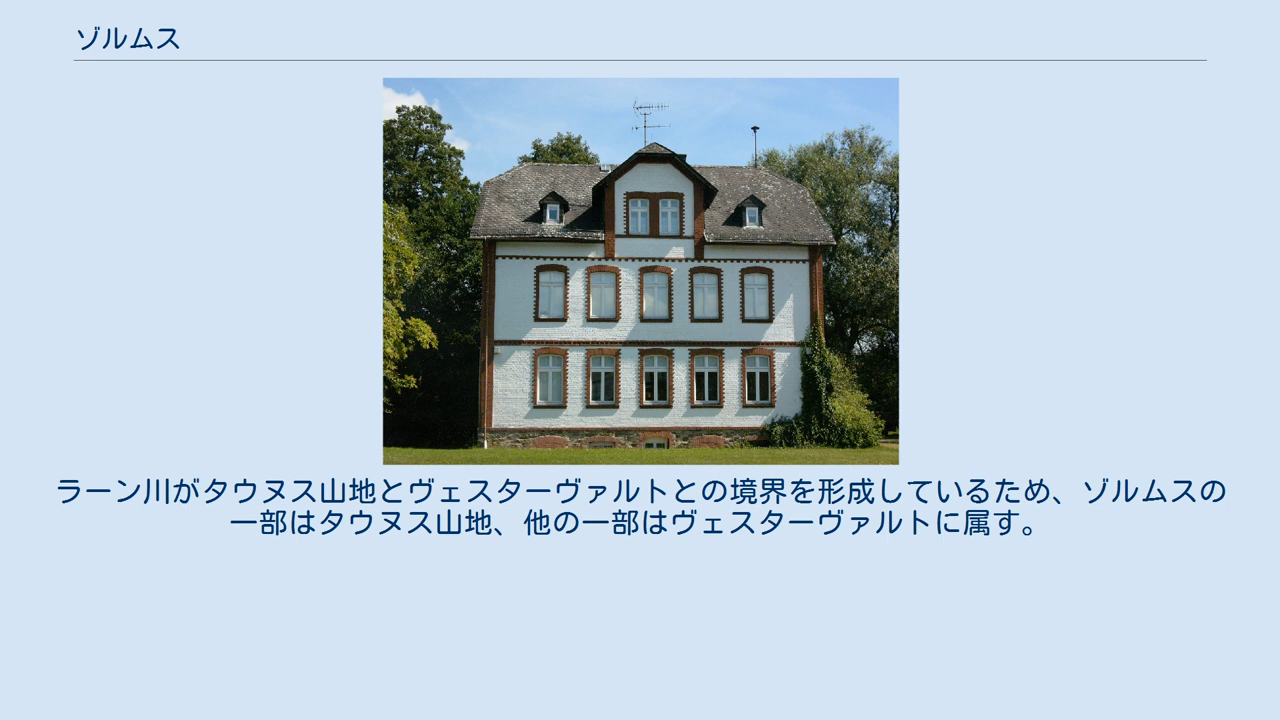 ゾルムス
ラーン川がタウヌス山地とヴェスターヴァルトとの境界を形成しているため、ゾルムスの
一部はタウヌス山地、他の一部はヴェスターヴァルトに属す。